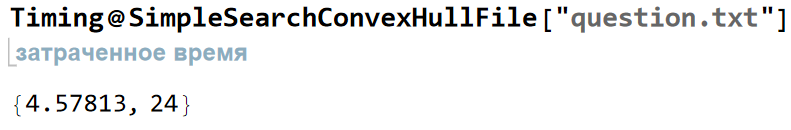 Timing@SimpleSearchConvexHullFile["question.txt"]
затраченное время
{4.57813, 24}